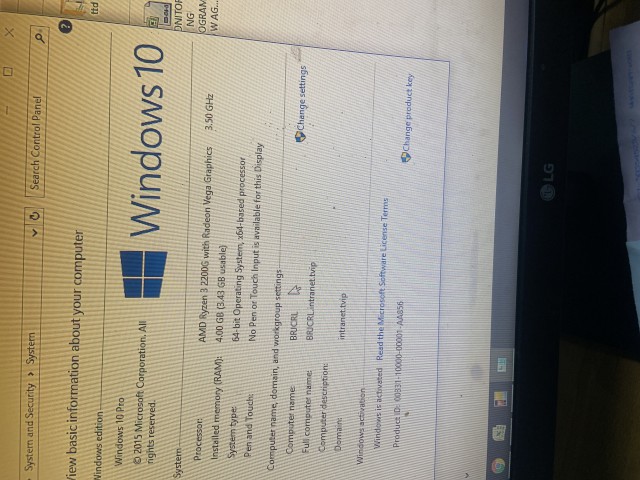 System and Security > System
Search Control Panel
View basic information about your computer
Windows edition
Windows 10 Pro
© 2015 Microsoft Corporation. All
rights reserved.
Windows 10
System
Processor: AMD Ryzen 3 2200G with Radeon Vega Graphics 3.50 GHz
Installed memory (RAM): 4.00 GB (3.43 GB usable)
System type: 64-bit Operating System, x64-based processor
Pen and Touch: No Pen or Touch Input is available for this Display
Computer name, domain, and workgroup settings
Computer name: Change settings
Full computer name:
Computer description:
Domain: intranet.tvip
Windows activation
Windows is activated Read the Microsoft Software License Terms
Product ID: 00331-10000-00001-AA856 Change product key
LG